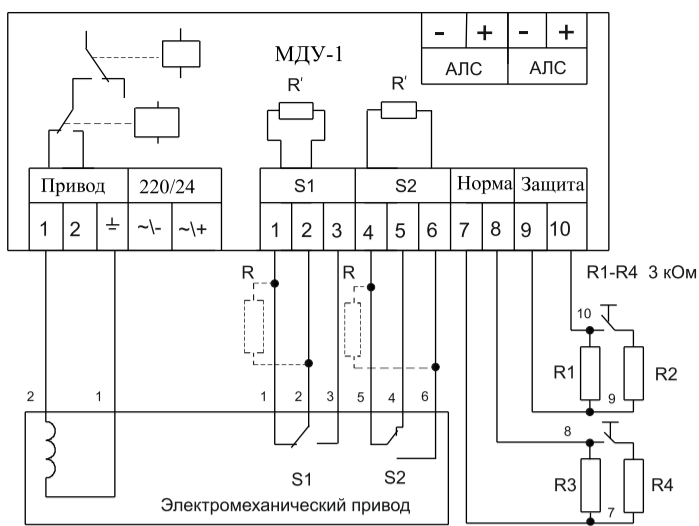 - + - +
МДУ-1
АЛС АЛС
R' R'
Привод 220/24 S1 S2 Норма Защита
1 2 ⏚ ~\- ~\+ 1 2 3 4 5 6 7 8 9 10
R R R1-R4 3 кОм
10
R1 R2
2 1 1 2 3 5 4 6 9
8
S1 S2 R3 R4
Электромеханический привод 7